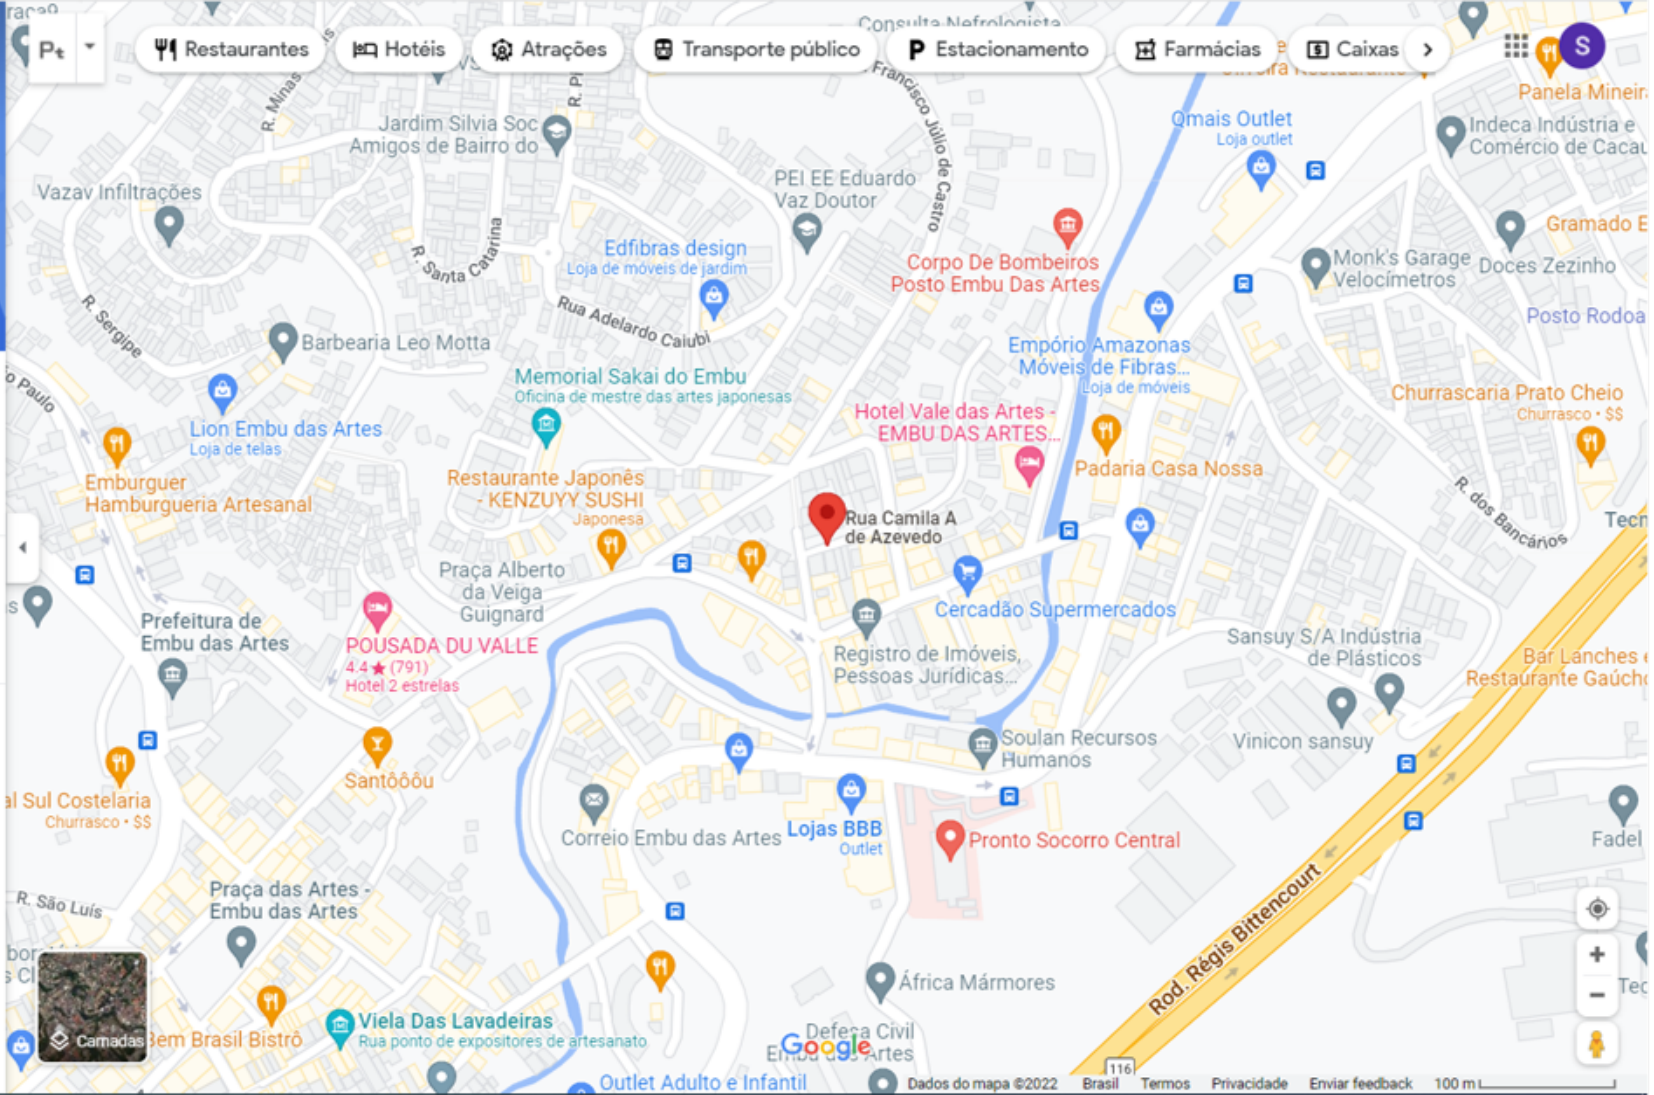 Restaurantes
Hotéis
Atrações
Transporte público
Estacionamento
Farmácias
Caixas
S
Consulta Nefrologista
Panela Mineir
R. Minas
R. Pi
Francisco Júlio de Castro
Jardim Silvia Soc
Amigos de Bairro do
Qmais Outlet
Loja outlet
Indeca Indústria e
Comércio de Cacau
Vazav Infiltrações
PEI EE Eduardo
Vaz Doutor
Edfibras design
Loja de móveis de jardim
R. Santa Catarina
Corpo De Bombeiros
Posto Embu Das Artes
Gramado E
Monk's Garage
Velocímetros
Doces Zezinho
R. Sergipe
Rua Adelardo Caiubi
Posto Rodoa
Barbearia Leo Motta
Empório Amazonas
Móveis de Fibras...
Loja de móveis
o Paulo
Memorial Sakai do Embu
Oficina de mestre das artes japonesas
Churrascaria Prato Cheio
Churrasco • $$
Lion Embu das Artes
Loja de telas
Hotel Vale das Artes -
EMBU DAS ARTES...
Padaria Casa Nossa
Emburguer
Hamburgueria Artesanal
Restaurante Japonês
- KENZUYY SUSHI
Japonesa
R. dos Bancários
Rua Camila A
de Azevedo
Tecn
Praça Alberto
da Veiga
Guignard
Cercadão Supermercados
Prefeitura de
Embu das Artes
POUSADA DU VALLE
4.4★ (791)
Hotel 2 estrelas
Registro de Imóveis,
Pessoas Jurídicas...
Sansuy S/A Indústria
de Plásticos
Bar Lanches e
Restaurante Gaúcho
Vinicon sansuy
Soulan Recursos
Humanos
Santôôôu
al Sul Costelaria
Churrasco • $$
Correio Embu das Artes
Lojas BBB
Outlet
Pronto Socorro Central
Fadel
Praça das Artes -
Embu das Artes
R. São Luís
Rod. Régis Bittencourt
África Mármores
Camadas
Bem Brasil Bistrô
Viela Das Lavadeiras
Rua ponto de expositores de artesanato
Defesa Civil
Embu das Artes
Google
Outlet Adulto e Infantil
116
Dados do mapa ©2022
Brasil
Termos
Privacidade
Enviar feedback
100 m